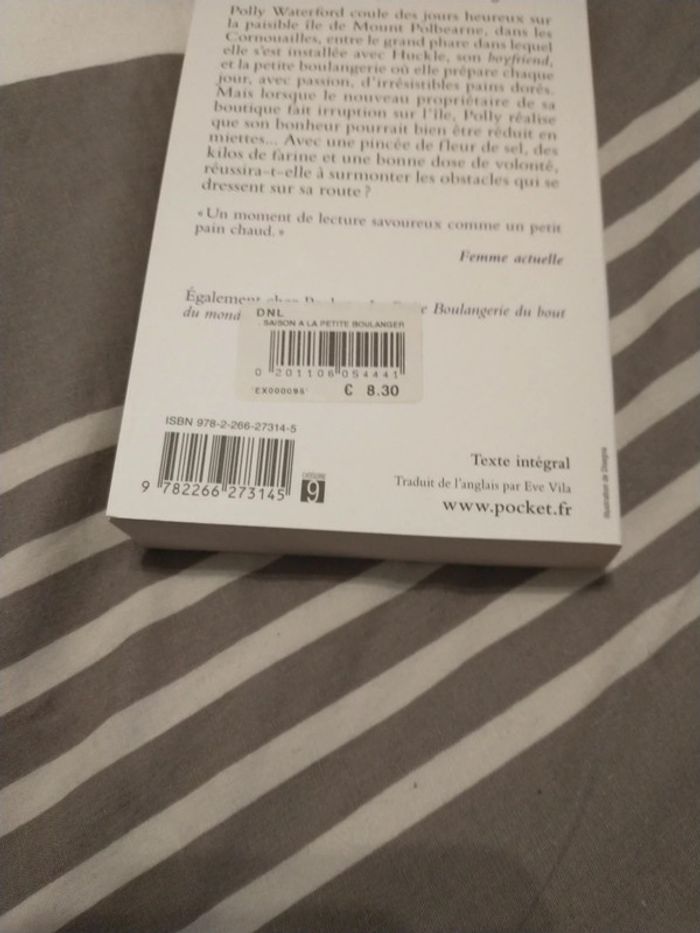 Polly Waterford coule des jours heureux sur
la paisible île de Mount Polbearne, dans les
Cornouailles, entre le grand phare dans lequel
elle s'est installée avec Huckle, son boyfriend,
et la petite boulangerie où elle prépare chaque
jour, avec passion, d'irrésistibles pains dorés.
Mais lorsque le nouveau propriétaire de sa
boutique fait irruption sur l'île, Polly réalise
que son bonheur pourrait bien être réduit en
miettes... Avec une pincée de fleur de sel, des
kilos de farine et une bonne dose de volonté,
réussira-t-elle à surmonter les obstacles qui se
dressent sur sa route ?
« Un moment de lecture savoureux comme un petit
pain chaud. »
Femme actuelle
Également chez Boulangerie du bout
du mond
DNL
. SAISON A LA PETITE BOULANGER
0 201106 054441
'EX000095' € 8.30
ISBN 978-2-266-27314-5
9 782266 273145
9
Texte intégral
Traduit de l'anglais par Eve Vila
www.pocket.fr